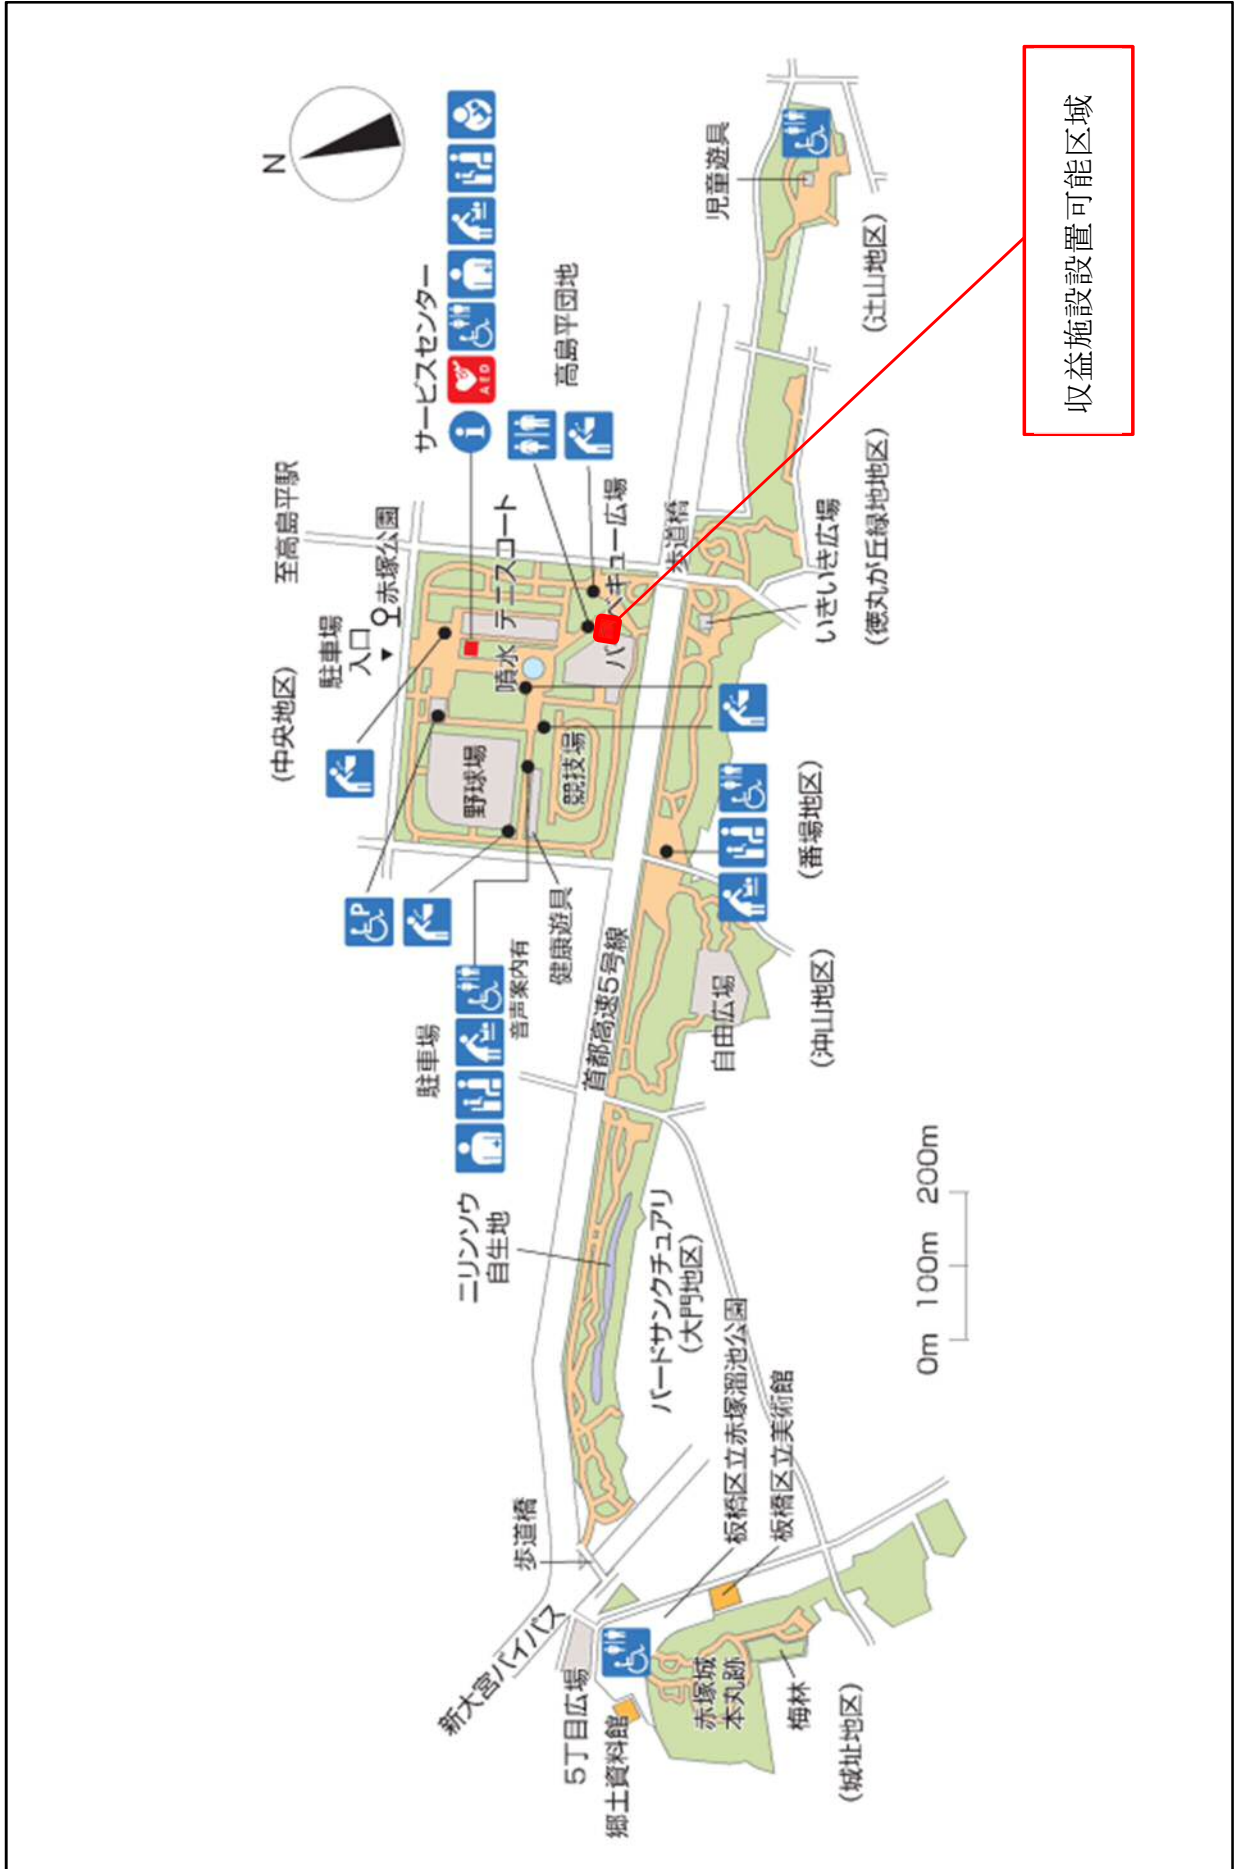 収益施設設置可能区域
N
至高島平駅
赤塚公園
駐車場
入口
(中央地区)
サービスセンター
i
AED
高島平団地
児童遊具
(辻山地区)
テニスコート
噴水
バーベキュー広場
歩道橋
いきいき広場
(徳丸が丘緑地地区)
野球場
競技場
P
健康遊具
音声案内有
駐車場
首都高速5号線
(番場地区)
自由広場
(沖山地区)
ニリンソウ
自生地
バードサンクチュアリ
(大門地区)
歩道橋
新大宮バイパス
板橋区立赤塚溜池公園
板橋区立美術館
5丁目広場
郷土資料館
赤塚城
本丸跡
梅林
(城址地区)
0m 100m 200m